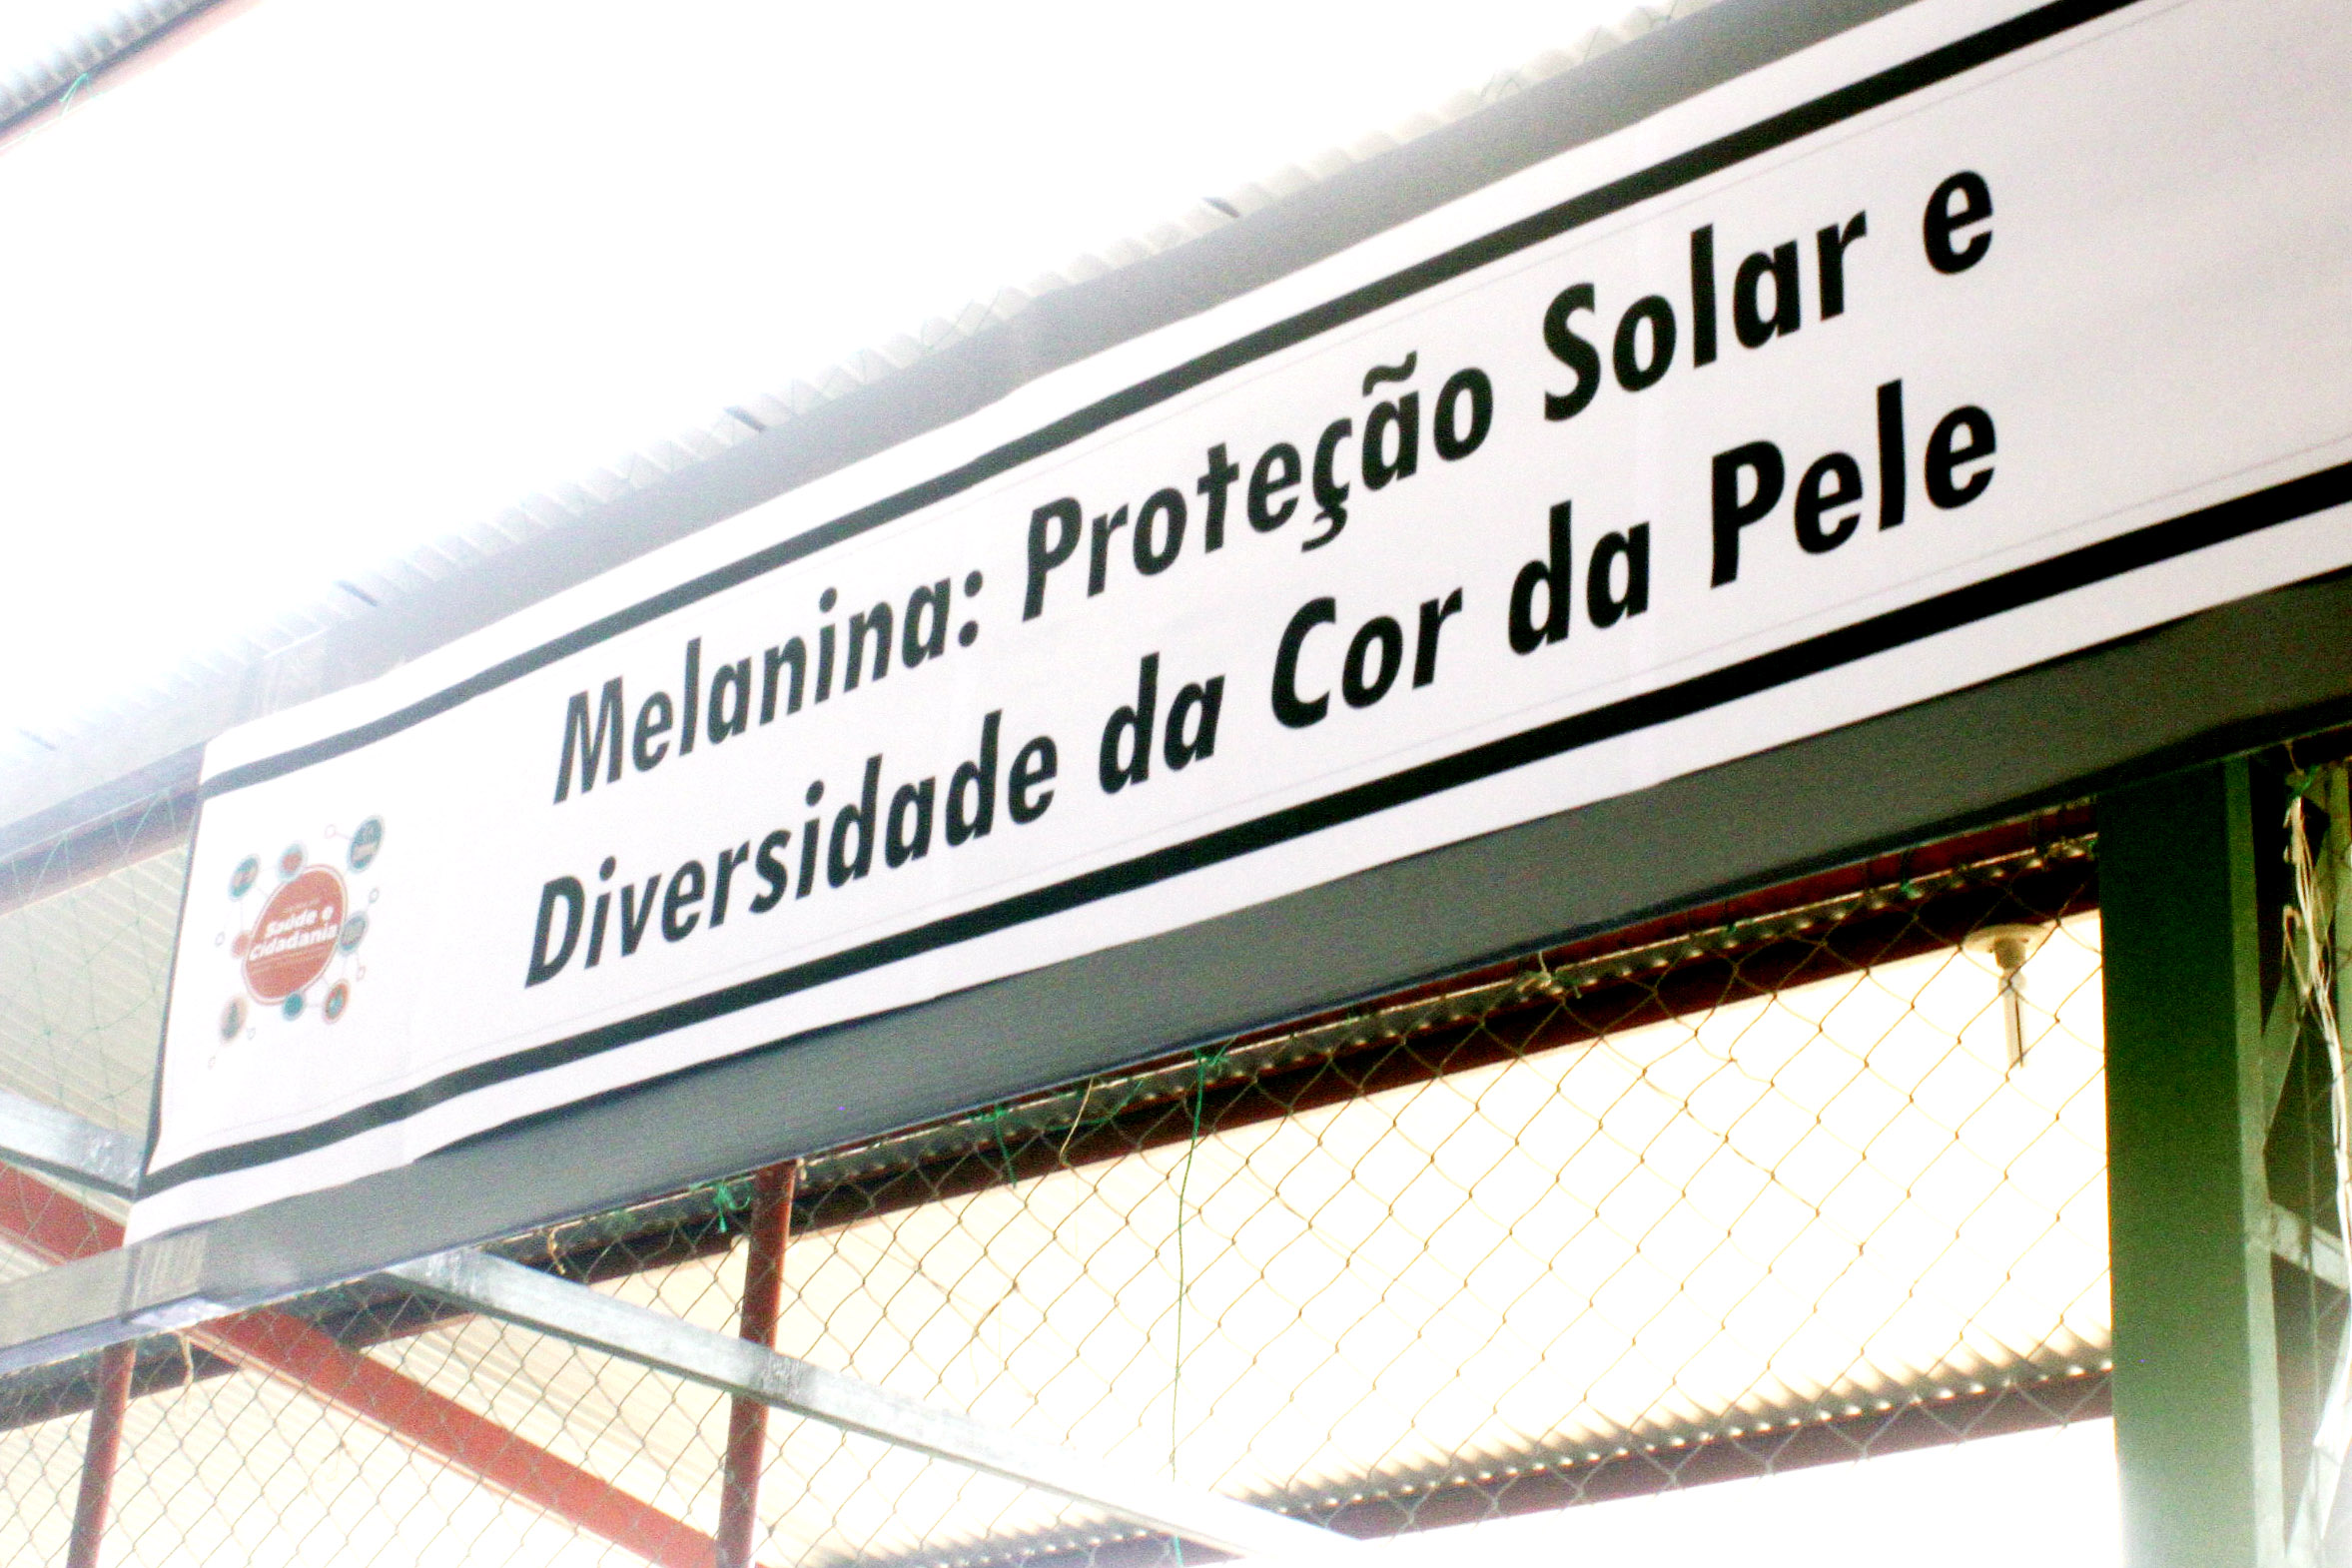 Melanina: Proteção Solar e
Diversidade da Cor da Pele
Saúde e
Cidadania